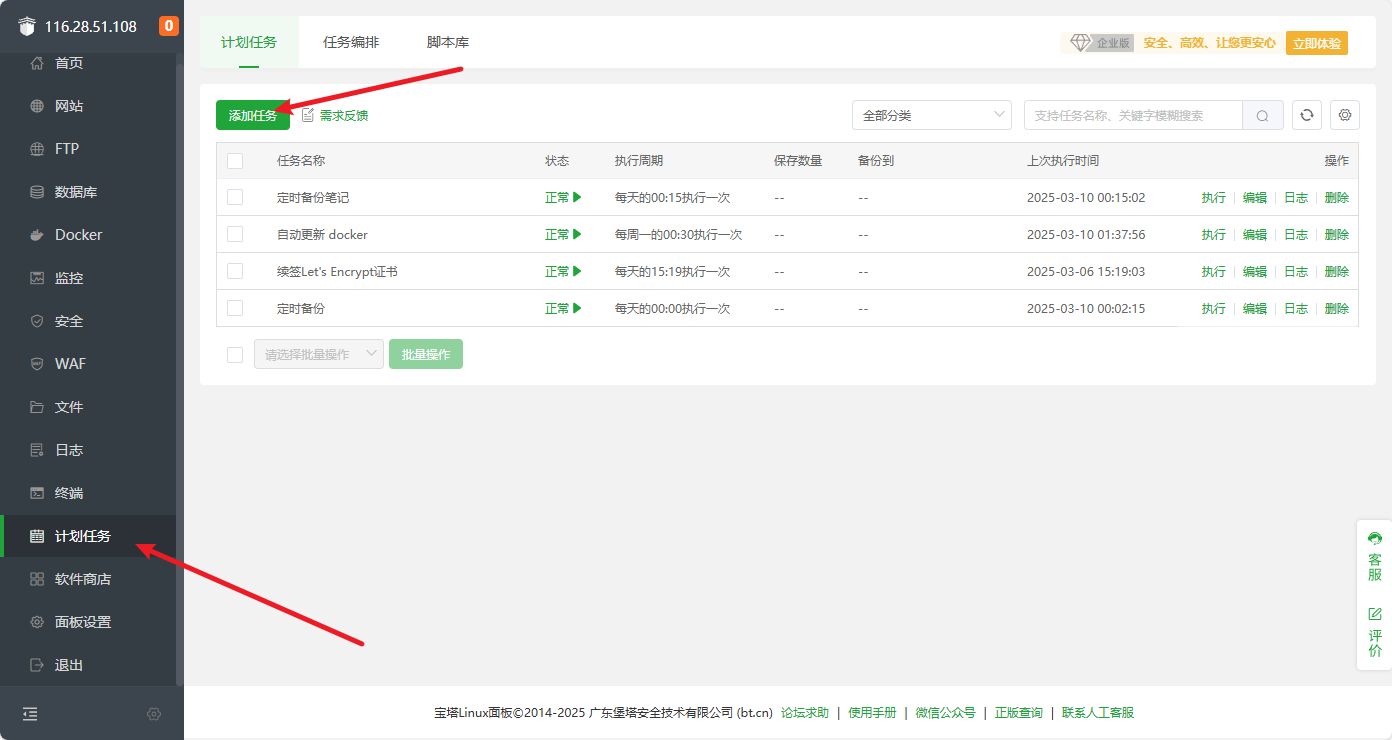 116.28.51.108 0
首页
网站
FTP
数据库
Docker
监控
安全
WAF
文件
日志
终端
计划任务
软件商店
面板设置
退出
计划任务 任务编排 脚本库
企业版 安全、高效、让您更安心 立即体验
添加任务 需求反馈 全部分类 支持任务名称、关键字模糊搜索
任务名称 状态 执行周期 保存数量 备份到 上次执行时间 操作
定时备份笔记 正常 每天的00:15执行一次 -- -- 2025-03-10 00:15:02 执行 | 编辑 | 日志 | 删除
自动更新 docker 正常 每周一的00:30执行一次 -- -- 2025-03-10 01:37:56 执行 | 编辑 | 日志 | 删除
续签Let's Encrypt证书 正常 每天的15:19执行一次 -- -- 2025-03-06 15:19:03 执行 | 编辑 | 日志 | 删除
定时备份 正常 每天的00:00执行一次 -- -- 2025-03-10 00:02:15 执行 | 编辑 | 日志 | 删除
请选择批量操作 批量操作
客服
评价
宝塔Linux面板©2014-2025 广东堡塔安全技术有限公司 (bt.cn) 论坛求助 | 使用手册 | 微信公众号 | 正版查询 | 联系人工客服